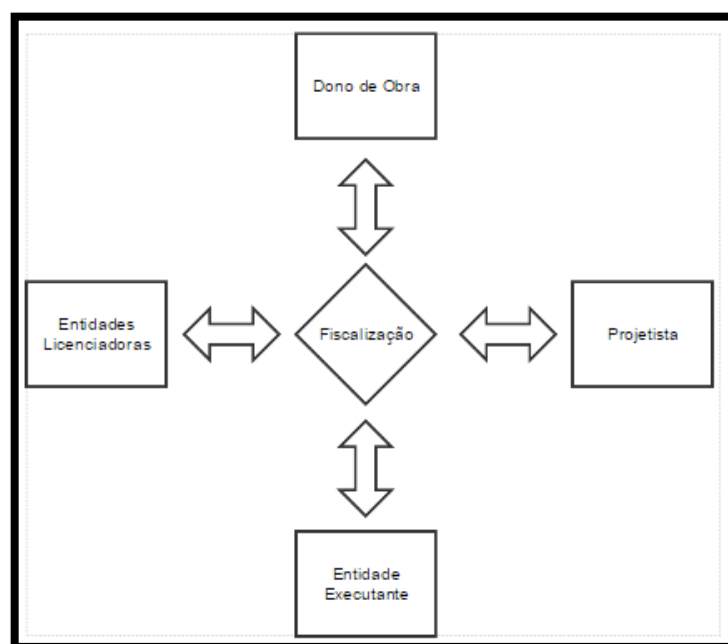 Dono de Obra
Entidades
Licenciadoras
Fiscalização
Projetista
Entidade
Executante